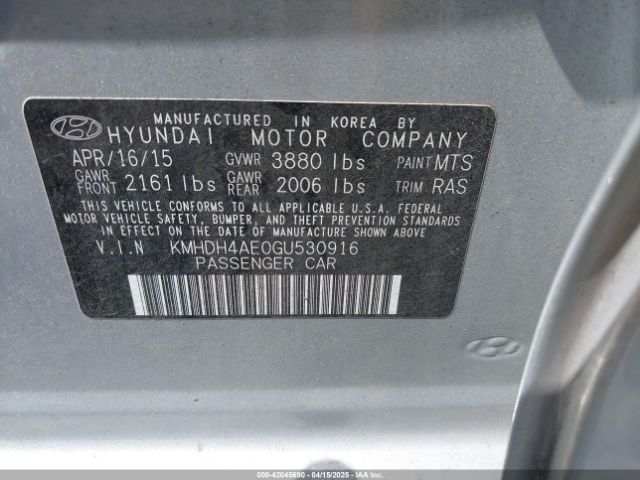 MANUFACTURED IN KOREA BY
HYUNDAI MOTOR COMPANY
APR/16/15 GVWR 3880 lbs PAINT MTS
GAWR FRONT 2161 lbs GAWR REAR 2006 lbs TRIM RAS
THIS VEHICLE CONFORMS TO ALL APPLICABLE U.S.A. FEDERAL
MOTOR VEHICLE SAFETY, BUMPER, AND THEFT PREVENTION STANDARDS
IN EFFECT ON THE DATE OF MANUFACTURE SHOWN ABOVE.
V.I.N KMHDH4AE0GU530916
PASSENGER CAR
000-42045690 - 04/15/2025 - COPYRIGHT IAA, LLC.